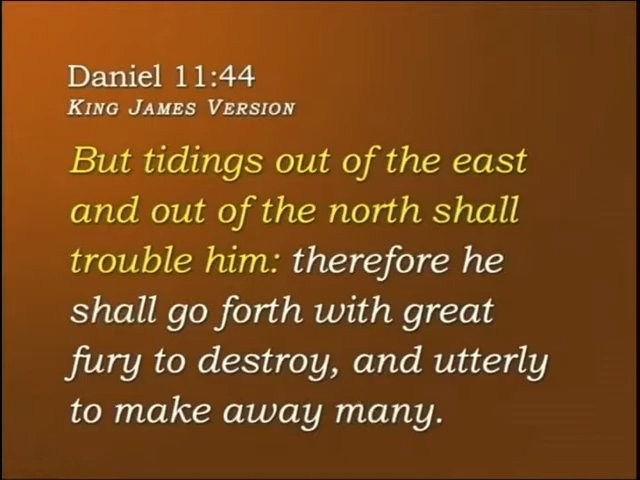 Daniel 11:44
King James Version
But tidings out of the east
and out of the north shall
trouble him: therefore he
shall go forth with great
fury to destroy, and utterly
to make away many.